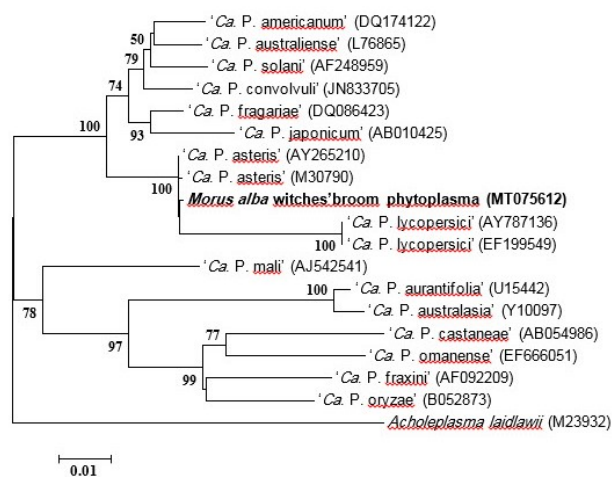 'Ca. P. americanum' (DQ174122)
50
'Ca. P. australiense' (L76865)
79
'Ca. P. solani' (AF248959)
74
'Ca. P. convolvuli' (JN833705)
'Ca. P. fragariae' (DQ086423)
100
93
'Ca. P. japonicum' (AB010425)
'Ca. P. asteris' (AY265210)
100
'Ca. P. asteris' (M30790)
Morus alba witches'broom phytoplasma (MT075612)
'Ca. P. lycopersici' (AY787136)
100
'Ca. P. lycopersici' (EF199549)
'Ca. P. mali' (AJ542541)
78
100
'Ca. P. aurantifolia' (U15442)
'Ca. P. australasia' (Y10097)
97
77
'Ca. P. castaneae' (AB054986)
'Ca. P. omanense' (EF666051)
99
'Ca. P. fraxini' (AF092209)
'Ca. P. oryzae' (B052873)
Acholeplasma laidlawii (M23932)
0.01